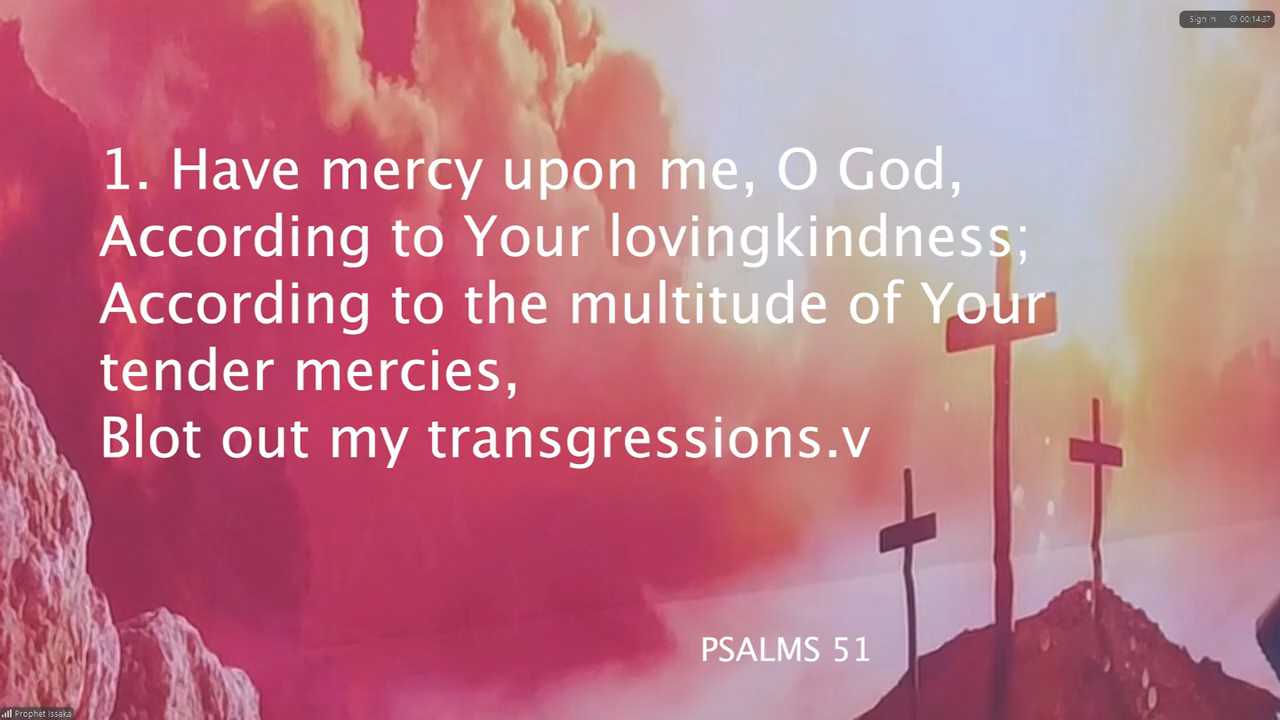 Sign in 00:14:37
1. Have mercy upon me, O God,
According to Your lovingkindness;
According to the multitude of Your
tender mercies,
Blot out my transgressions.v
PSALMS 51
Prophet Issaka